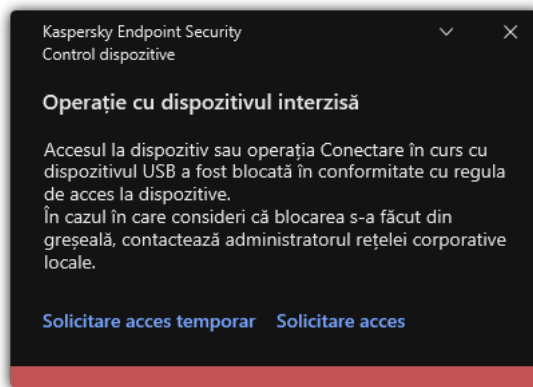 Kaspersky Endpoint Security
Control dispozitive
Operație cu dispozitivul interzisă
Accesul la dispozitiv sau operația Conectare în curs cu
dispozitivul USB a fost blocată în conformitate cu regula
de acces la dispozitive.
În cazul în care consideri că blocarea s-a făcut din
greșeală, contactează administratorul rețelei corporative
locale.
Solicitare acces temporar Solicitare acces